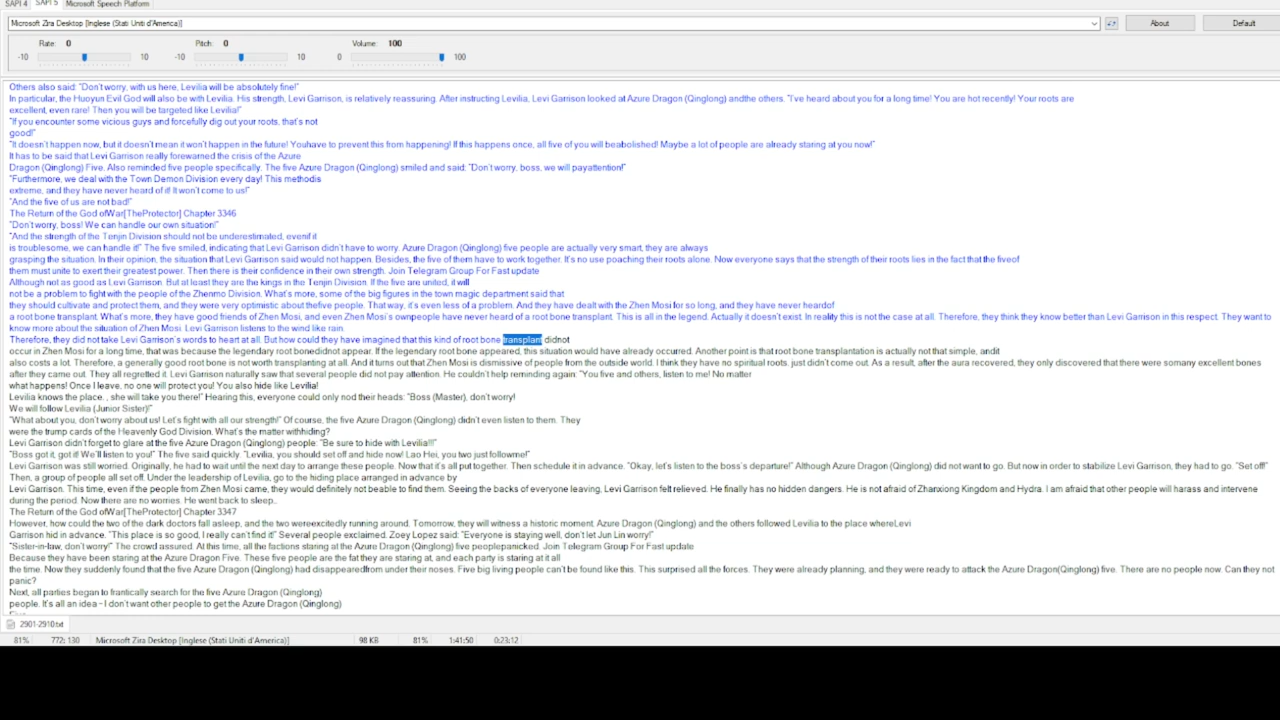 SAPI 4 SAPI 5 Microsoft Speech Platform
Microsoft Zira Desktop [Inglese (Stati Uniti d'America)] About Default
Rate: 0 Pitch: 0 Volume: 100
-10 10 -10 10 0 100
Others also said: "Don't worry, with us here, Levilia will be absolutely fine!"
In particular, the Huoyun Evil God will also be with Levilia. His strength, Levi Garrison, is relatively reassuring. After instructing Levilia, Levi Garrison looked at Azure Dragon (Qinglong) andthe others. "I've heard about you for a long time! You are hot recently! Your roots are
excellent, even rare! Then you will be targeted like Levilia!"
"If you encounter some vicious guys and forcefully dig out your roots, that's not
good!"
"It doesn't happen now, but it doesn't mean it won't happen in the future! Youhave to prevent this from happening! If this happens once, all five of you will beabolished! Maybe a lot of people are already staring at you now!"
It has to be said that Levi Garrison really forewarned the crisis of the Azure
Dragon (Qinglong) Five. Also reminded five people specifically. The five Azure Dragon (Qinglong) smiled and said: "Don't worry, boss, we will payattention!"
"Furthermore, we deal with the Town Demon Division every day! This methodis
extreme, and they have never heard of it! It won't come to us!"
"And the five of us are not bad!"
The Return of the God ofWar[TheProtector] Chapter 3346
"Don't worry, boss! We can handle our own situation!"
"And the strength of the Tenjin Division should not be underestimated, evenif it
is troublesome, we can handle it!" The five smiled, indicating that Levi Garrison didn't have to worry. Azure Dragon (Qinglong) five people are actually very smart, they are always
grasping the situation. In their opinion, the situation that Levi Garrison said would not happen. Besides, the five of them have to work together. It's no use poaching their roots alone. Now everyone says that the strength of their roots lies in the fact that the fiveof
them must unite to exert their greatest power. Then there is their confidence in their own strength. Join Telegram Group For Fast update
Although not as good as Levi Garrison. But at least they are the kings in the Tenjin Division. If the five are united, it will
not be a problem to fight with the people of the Zhenmo Division. What's more, some of the big figures in the town magic department said that
they should cultivate and protect them, and they were very optimistic about thefive people. That way, it's even less of a problem. And they have dealt with the Zhen Mosi for so long, and they have never heardof
a root bone transplant. What's more, they have good friends of Zhen Mosi, and even Zhen Mosi's ownpeople have never heard of a root bone transplant. This is all in the legend. Actually it doesn't exist. In reality this is not the case at all. Therefore, they think they know better than Levi Garrison in this respect. They want to
know more about the situation of Zhen Mosi. Levi Garrison listens to the wind like rain.
Therefore, they did not take Levi Garrison's words to heart at all. But how could they have imagined that this kind of root bone transplant didnot
occur in Zhen Mosi for a long time, that was because the legendary root bonedidnot appear. If the legendary root bone appeared, this situation would have already occurred. Another point is that root bone transplantation is actually not that simple, andit
also costs a lot. Therefore, a generally good root bone is not worth transplanting at all. And it turns out that Zhen Mosi is dismissive of people from the outside world. I think they have no spiritual roots. just didn't come out. As a result, after the aura recovered, they only discovered that there were somany excellent bones
after they came out. They all regretted it. Levi Garrison naturally saw that several people did not pay attention. He couldn't help reminding again: "You five and others, listen to me! No matter
what happens! Once I leave, no one will protect you! You also hide like Levilia!
Levilia knows the place. , she will take you there!" Hearing this, everyone could only nod their heads: "Boss (Master), don't worry!
We will follow Levilia (Junior Sister)!"
"What about you, don't worry about us! Let's fight with all our strength!" Of course, the five Azure Dragon (Qinglong) didn't even listen to them. They
were the trump cards of the Heavenly God Division. What's the matter withhiding?
Levi Garrison didn't forget to glare at the five Azure Dragon (Qinglong) people: "Be sure to hide with Levilia!!!"
"Boss got it, got it! We'll listen to you!" The five said quickly. "Levilia, you should set off and hide now! Lao Hei, you two just followme!"
Levi Garrison was still worried. Originally, he had to wait until the next day to arrange these people. Now that it's all put together. Then schedule it in advance. "Okay, let's listen to the boss's departure!" Although Azure Dragon (Qinglong) did not want to go. But now in order to stabilize Levi Garrison, they had to go. "Set off!"
Then, a group of people all set off. Under the leadership of Levilia, go to the hiding place arranged in advance by
Levi Garrison. This time, even if the people from Zhen Mosi came, they would definitely not beable to find them. Seeing the backs of everyone leaving, Levi Garrison felt relieved. He finally has no hidden dangers. He is not afraid of Zhanxiong Kingdom and Hydra. I am afraid that other people will harass and intervene
during the period. Now there are no worries. He went back to sleep..
The Return of the God ofWar[TheProtector] Chapter 3347
However, how could the two of the dark doctors fall asleep, and the two wereexcitedly running around. Tomorrow, they will witness a historic moment. Azure Dragon (Qinglong) and the others followed Levilia to the place whereLevi
Garrison hid in advance. "This place is so good, I really can't find it!" Several people exclaimed. Zoey Lopez said: "Everyone is staying well, don't let Jun Lin worry!"
"Sister-in-law, don't worry!" The crowd assured. At this time, all the factions staring at the Azure Dragon (Qinglong) five peoplepanicked. Join Telegram Group For Fast update
Because they have been staring at the Azure Dragon Five. These five people are the fat they are staring at, and each party is staring at it all
the time. Now they suddenly found that the five Azure Dragon (Qinglong) had disappearedfrom under their noses. Five big living people can't be found like this. This surprised all the forces. They were already planning, and they were ready to attack the Azure Dragon(Qinglong) five. There are no people now. Can they not
panic?
Next, all parties began to frantically search for the five Azure Dragon (Qinglong)
people. It's all an idea - I don't want other people to get the Azure Dragon (Qinglong)
2901-2910.txt
81% 772; 130 Microsoft Zira Desktop [Inglese (Stati Uniti d'America)] 98 KB 81% 1:41:50 0:23:12